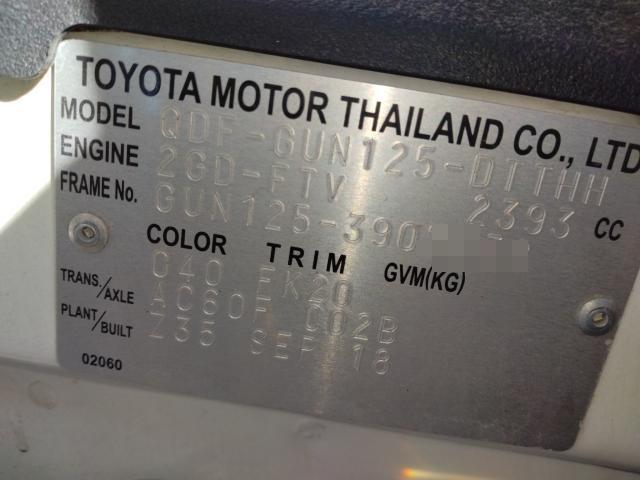 TOYOTA MOTOR THAILAND CO., LTD
MODEL QDF-GUN125-DTTHH
ENGINE 2GD-FTV 2393 CC
FRAME No. GUN125-390
COLOR TRIM GVM(KG)
040 FK20
TRANS./AXLE AC60F C02B
PLANT/BUILT Z35 SEP 18
02060